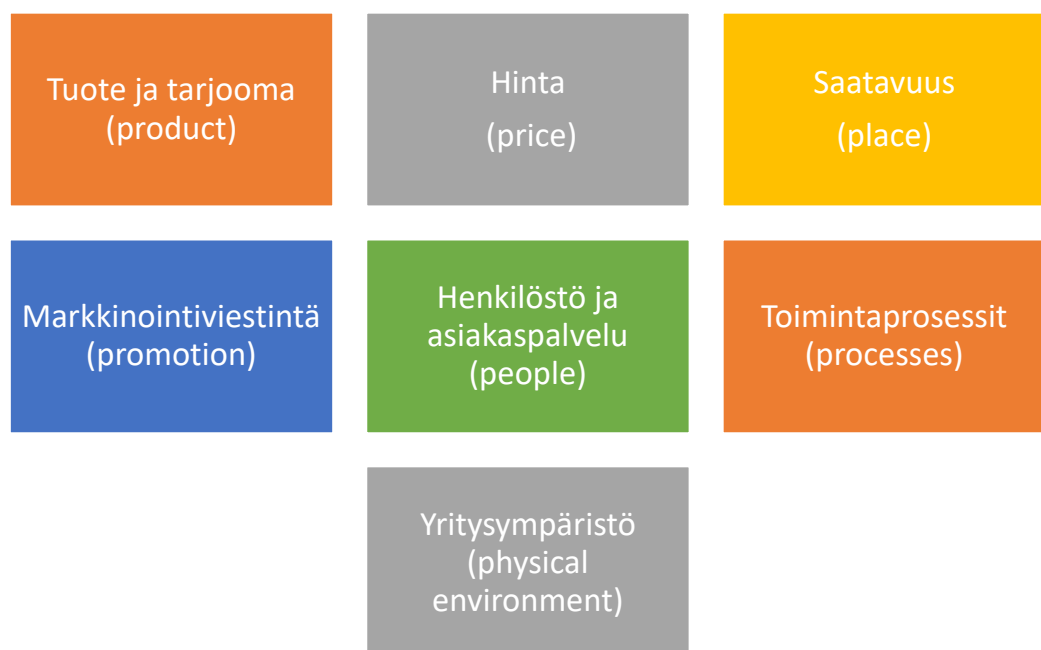 Tuote ja tarjooma
(product)
Hinta
(price)
Saatavuus
(place)
Markkinointiviestintä
(promotion)
Henkilöstö ja
asiakaspalvelu
(people)
Toimintaprosessit
(processes)
Yritysympäristö
(physical
environment)